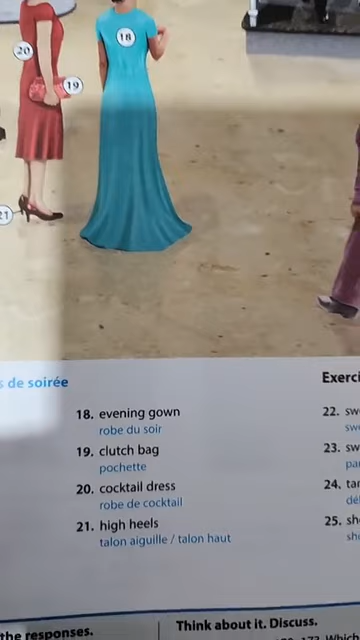 20
18
19
21
s de soirée
18. evening gown
robe du soir
19. clutch bag
pochette
20. cocktail dress
robe de cocktail
21. high heels
talon aiguille / talon haut
22.
23.
24.
25.
the responses.
Think about it. Discuss.
Which